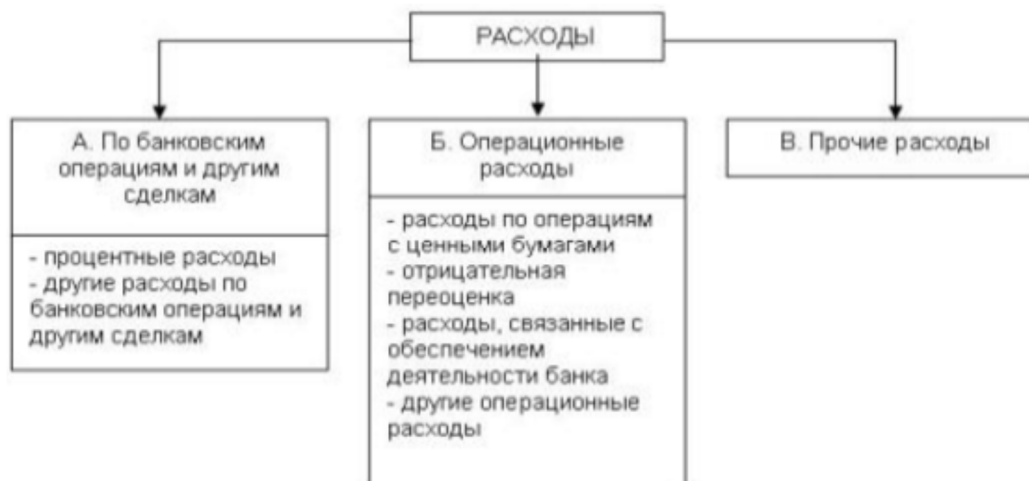 РАСХОДЫ
А. По банковским
операциям и другим
сделкам
- процентные расходы
- другие расходы по
банковским операциям и
другим сделкам
Б. Операционные
расходы
- расходы по операциям
с ценными бумагами
- отрицательная
переоценка
- расходы, связанные с
обеспечением
деятельности банка
- другие операционные
расходы
В. Прочие расходы